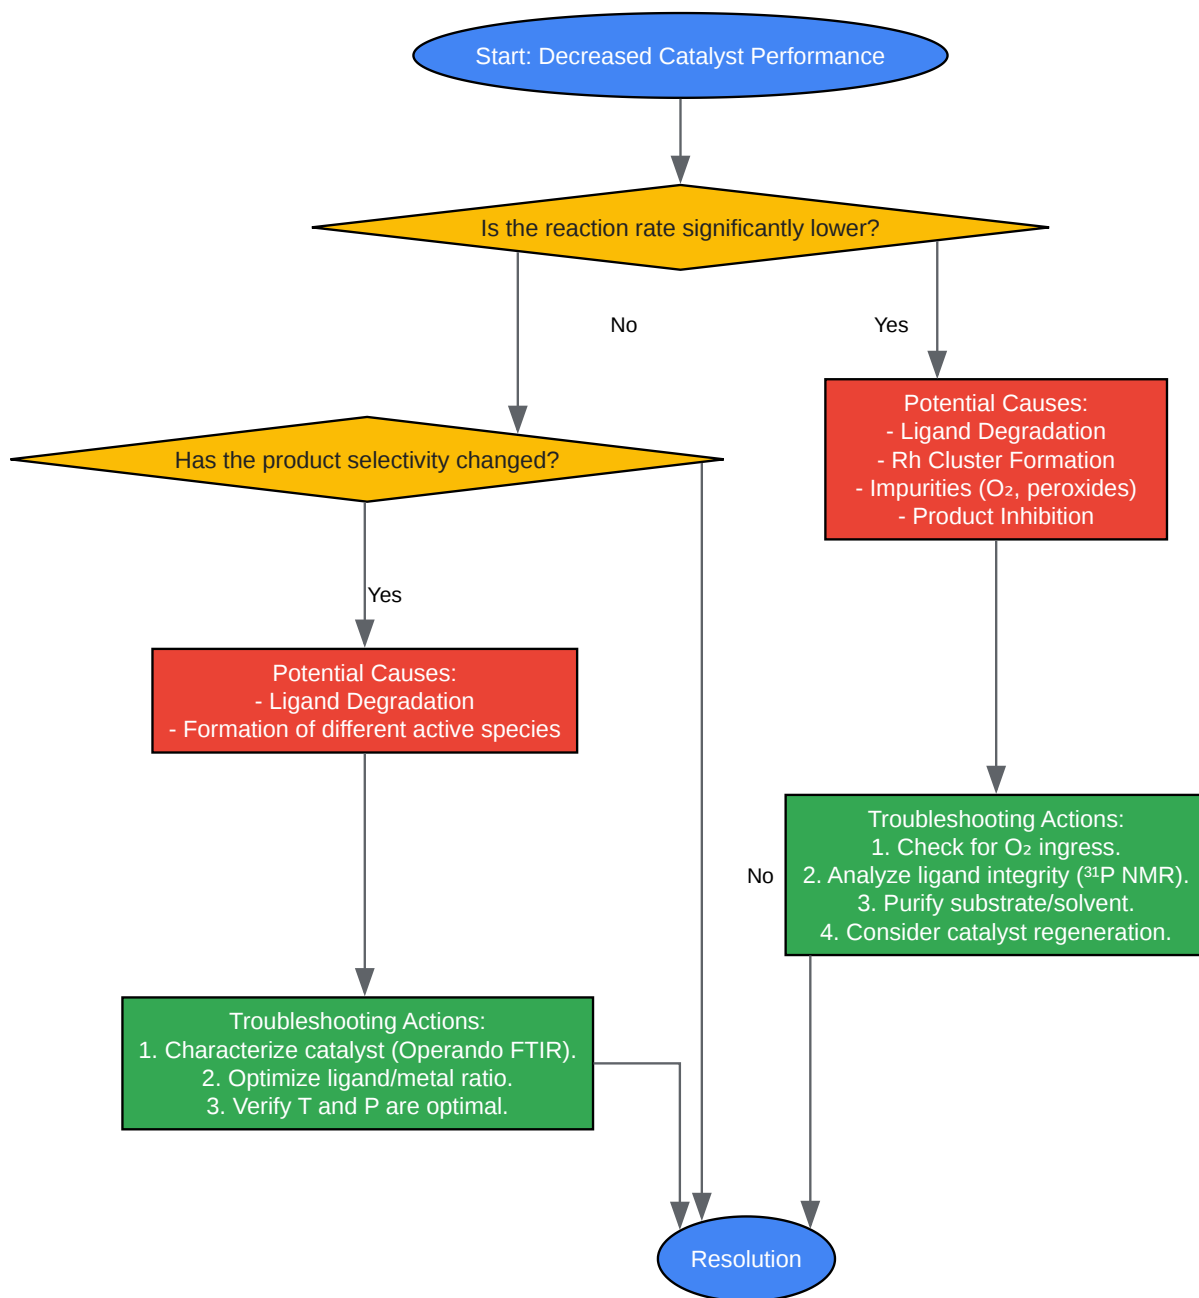 Start: Decreased Catalyst Performance
Is the reaction rate significantly lower?
No
Yes
Potential Causes:
- Ligand Degradation
- Rh Cluster Formation
- Impurities (O₂, peroxides)
- Product Inhibition
Has the product selectivity changed?
Yes
Potential Causes:
- Ligand Degradation
- Formation of different active species
Troubleshooting Actions:
1. Check for O₂ ingress.
2. Analyze ligand integrity (³¹P NMR).
3. Purify substrate/solvent.
4. Consider catalyst regeneration.
No
Troubleshooting Actions:
1. Characterize catalyst (Operando FTIR).
2. Optimize ligand/metal ratio.
3. Verify T and P are optimal.
Resolution